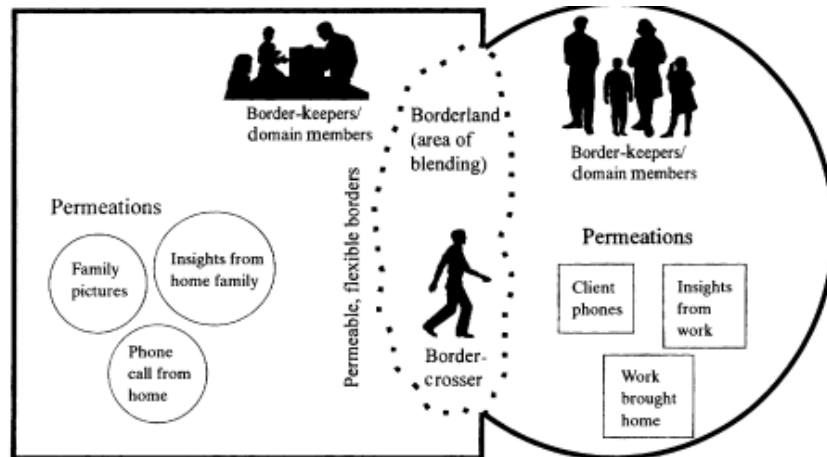 Border-keepers/
domain members
Permeations
Family
pictures
Insights from
home family
Phone
call from
home
Permeable, flexible borders
Borderland
(area of
blending)
Border-
crosser
Border-keepers/
domain members
Permeations
Client
phones
Insights
from
work
Work
brought
home